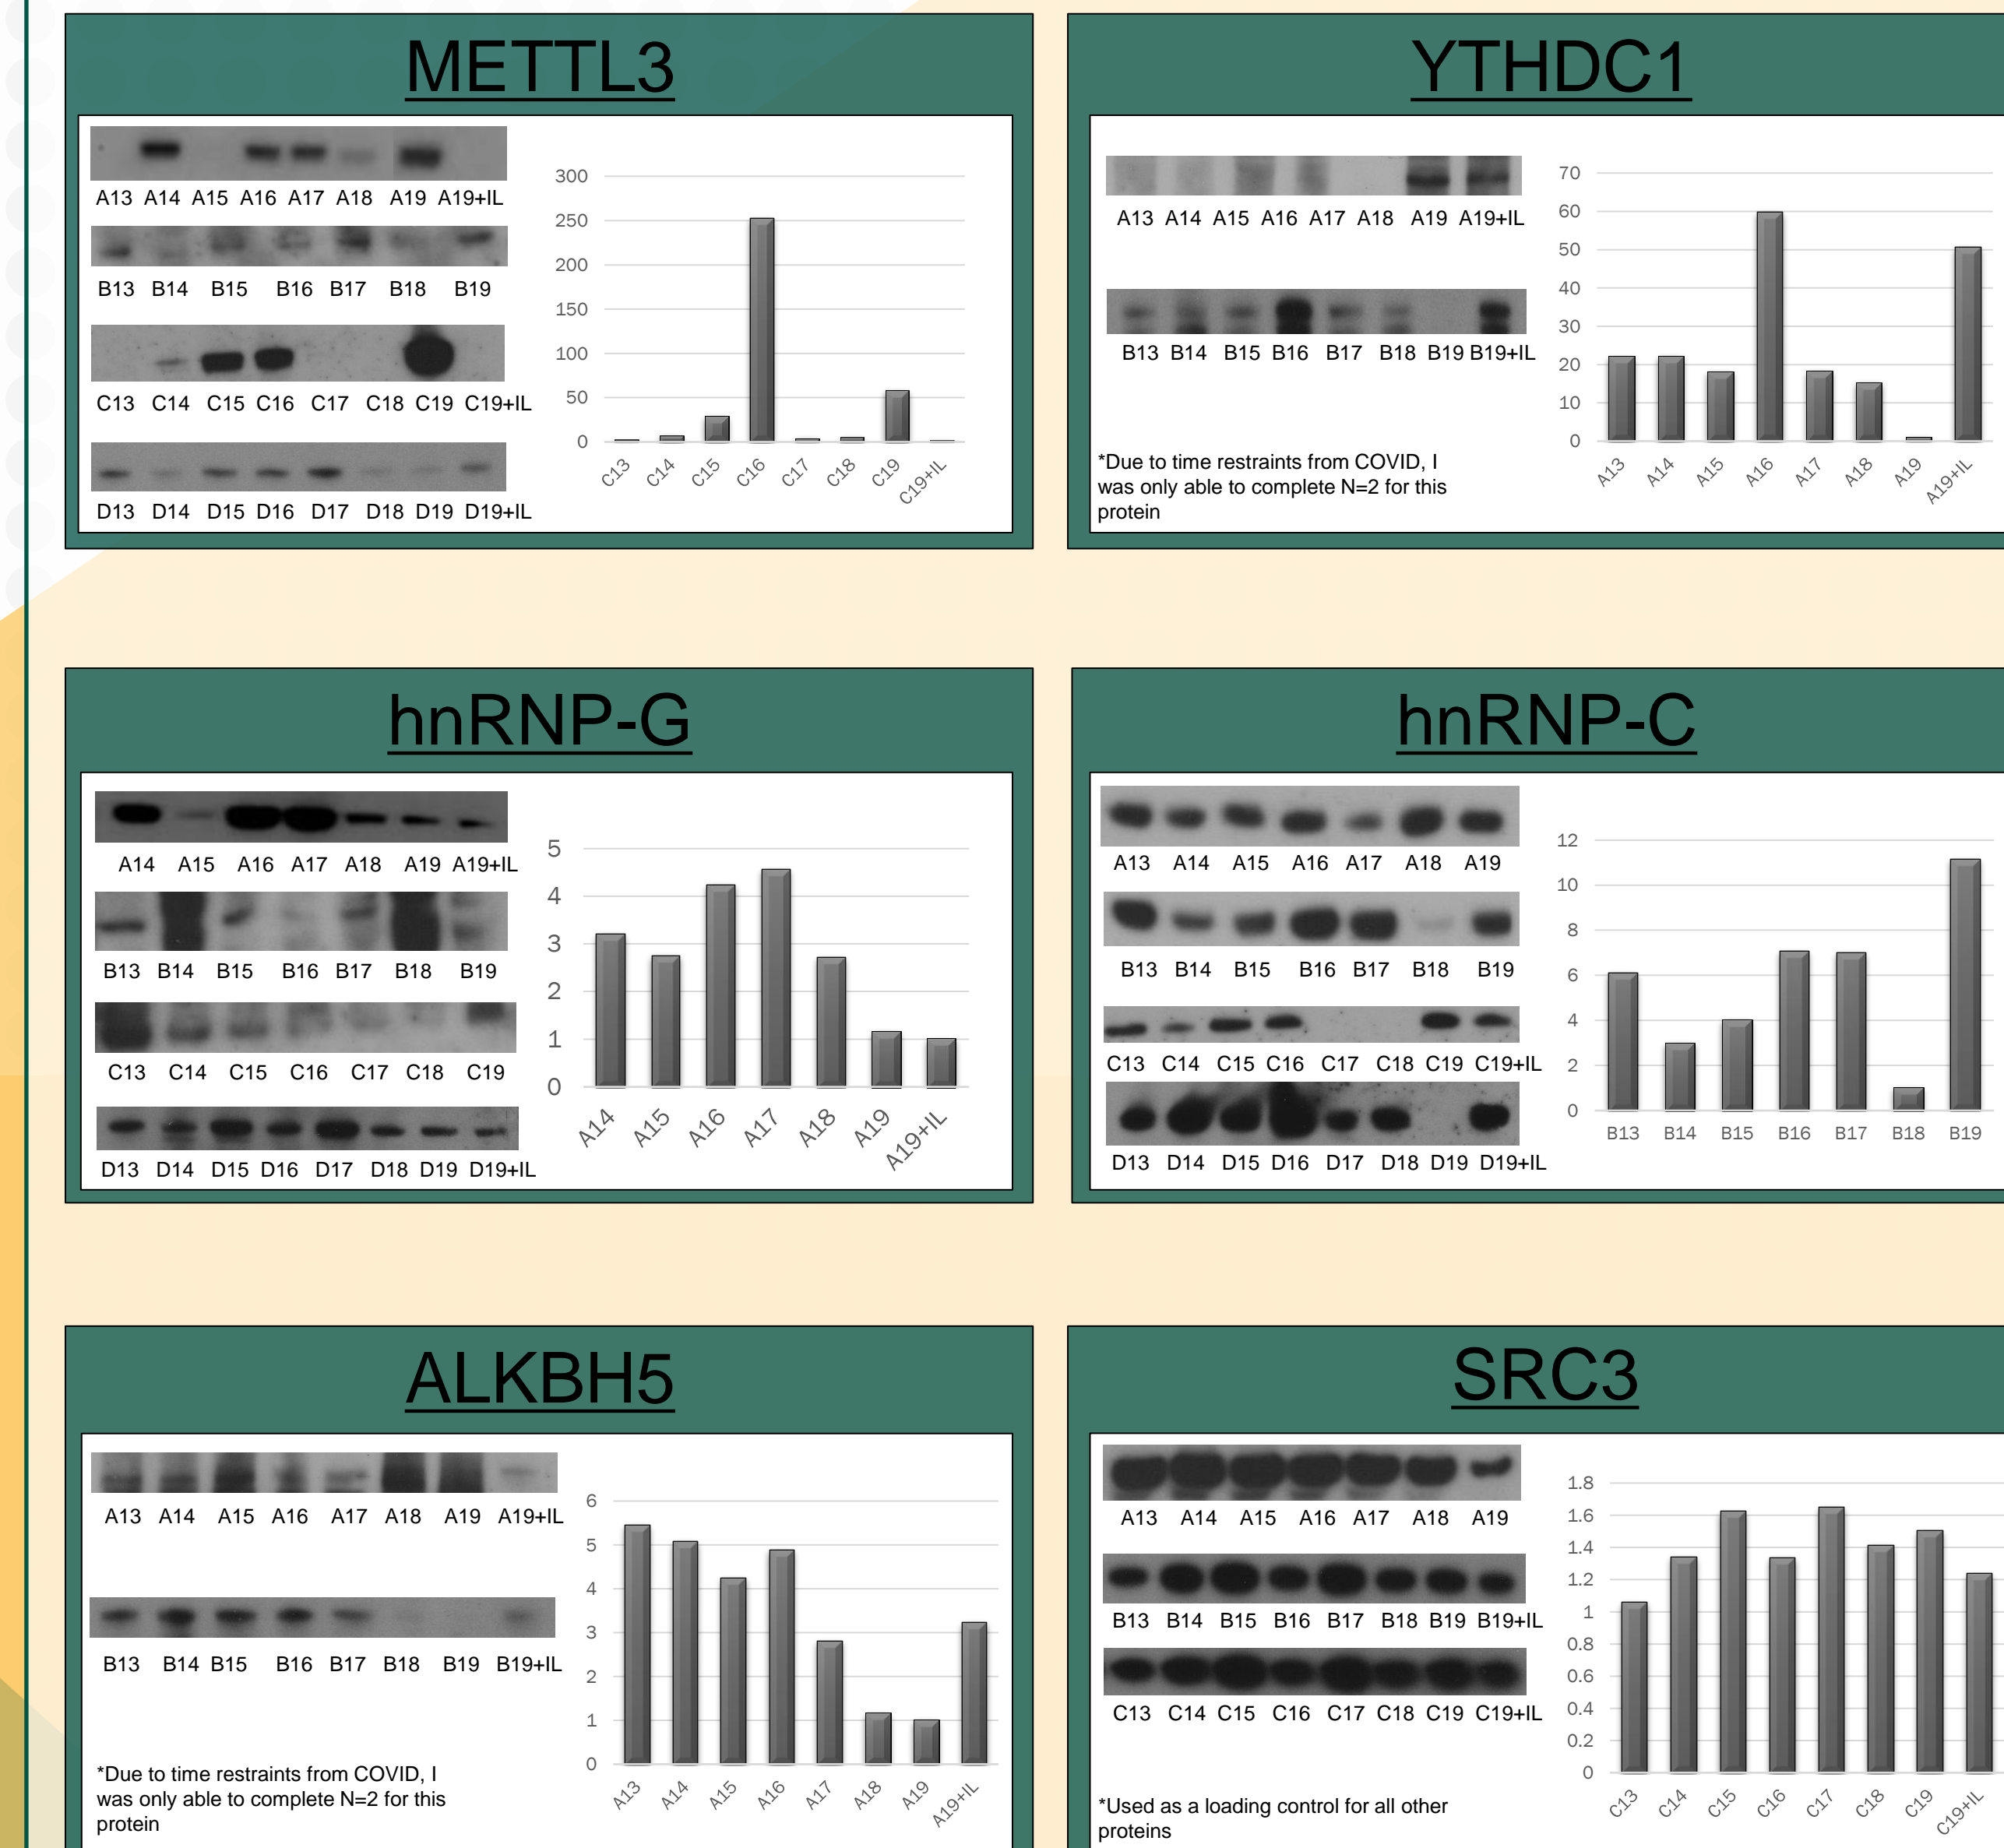 METTL3
A13 A14 A15 A16 A17 A18 A19 A19+IL
B13 B14 B15 B16 B17 B18 B19
C13 C14 C15 C16 C17 C18 C19 C19+IL
D13 D14 D15 D16 D17 D18 D19 D19+IL
300
250
200
150
100
50
0
C13 C14 C15 C16 C17 C18 C19 C19+IL
YTHDC1
A13 A14 A15 A16 A17 A18 A19 A19+IL
B13 B14 B15 B16 B17 B18 B19 B19+IL
*Due to time restraints from COVID, I
was only able to complete N=2 for this
protein
70
60
50
40
30
20
10
0
A13 A14 A15 A16 A17 A18 A19 A19+IL
hnRNP-G
A14 A15 A16 A17 A18 A19 A19+IL
B13 B14 B15 B16 B17 B18 B19
C13 C14 C15 C16 C17 C18 C19
D13 D14 D15 D16 D17 D18 D19 D19+IL
5
4
3
2
1
0
A14 A15 A16 A17 A18 A19 A19+IL
hnRNP-C
A13 A14 A15 A16 A17 A18 A19
B13 B14 B15 B16 B17 B18 B19
C13 C14 C15 C16 C17 C18 C19 C19+IL
D13 D14 D15 D16 D17 D18 D19 D19+IL
12
10
8
6
4
2
0
B13 B14 B15 B16 B17 B18 B19
ALKBH5
A13 A14 A15 A16 A17 A18 A19 A19+IL
B13 B14 B15 B16 B17 B18 B19 B19+IL
*Due to time restraints from COVID, I
was only able to complete N=2 for this
protein
6
5
4
3
2
1
0
A13 A14 A15 A16 A17 A18 A19 A19+IL
SRC3
A13 A14 A15 A16 A17 A18 A19
B13 B14 B15 B16 B17 B18 B19 B19+IL
C13 C14 C15 C16 C17 C18 C19 C19+IL
*Used as a loading control for all other
proteins
1.8
1.6
1.4
1.2
1
0.8
0.6
0.4
0.2
0
C13 C14 C15 C16 C17 C18 C19 C19+IL